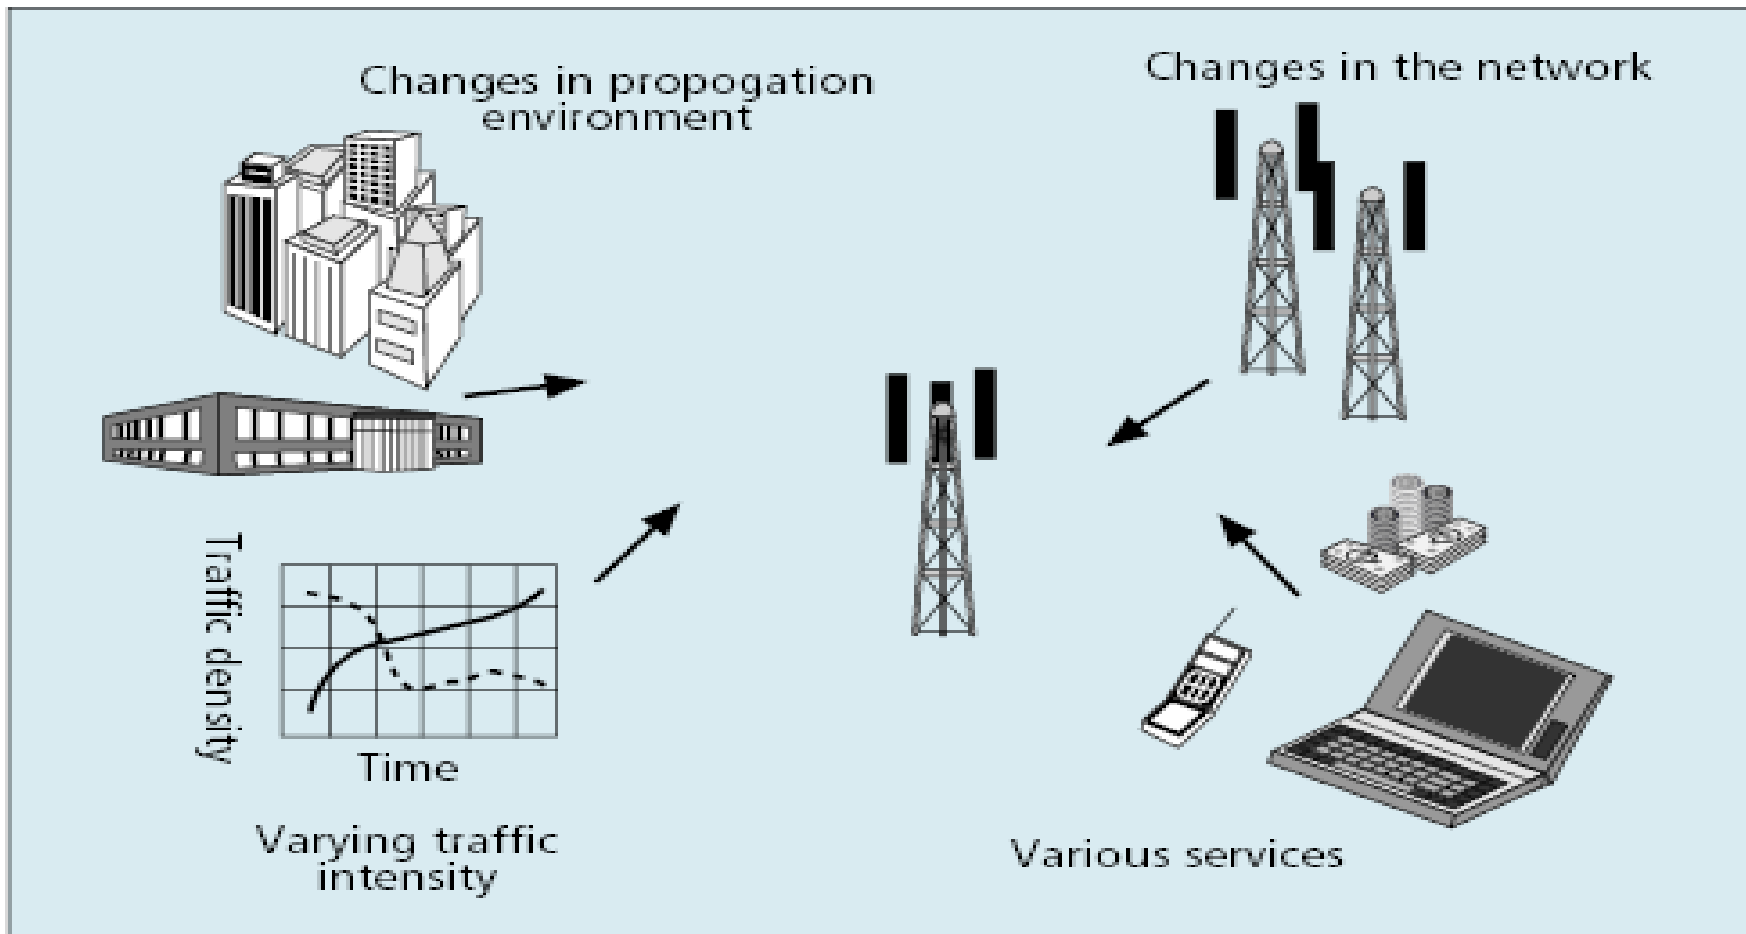 Changes in propogation
environment
Changes in the network
Traffic density
Time
Varying traffic
intensity
Various services